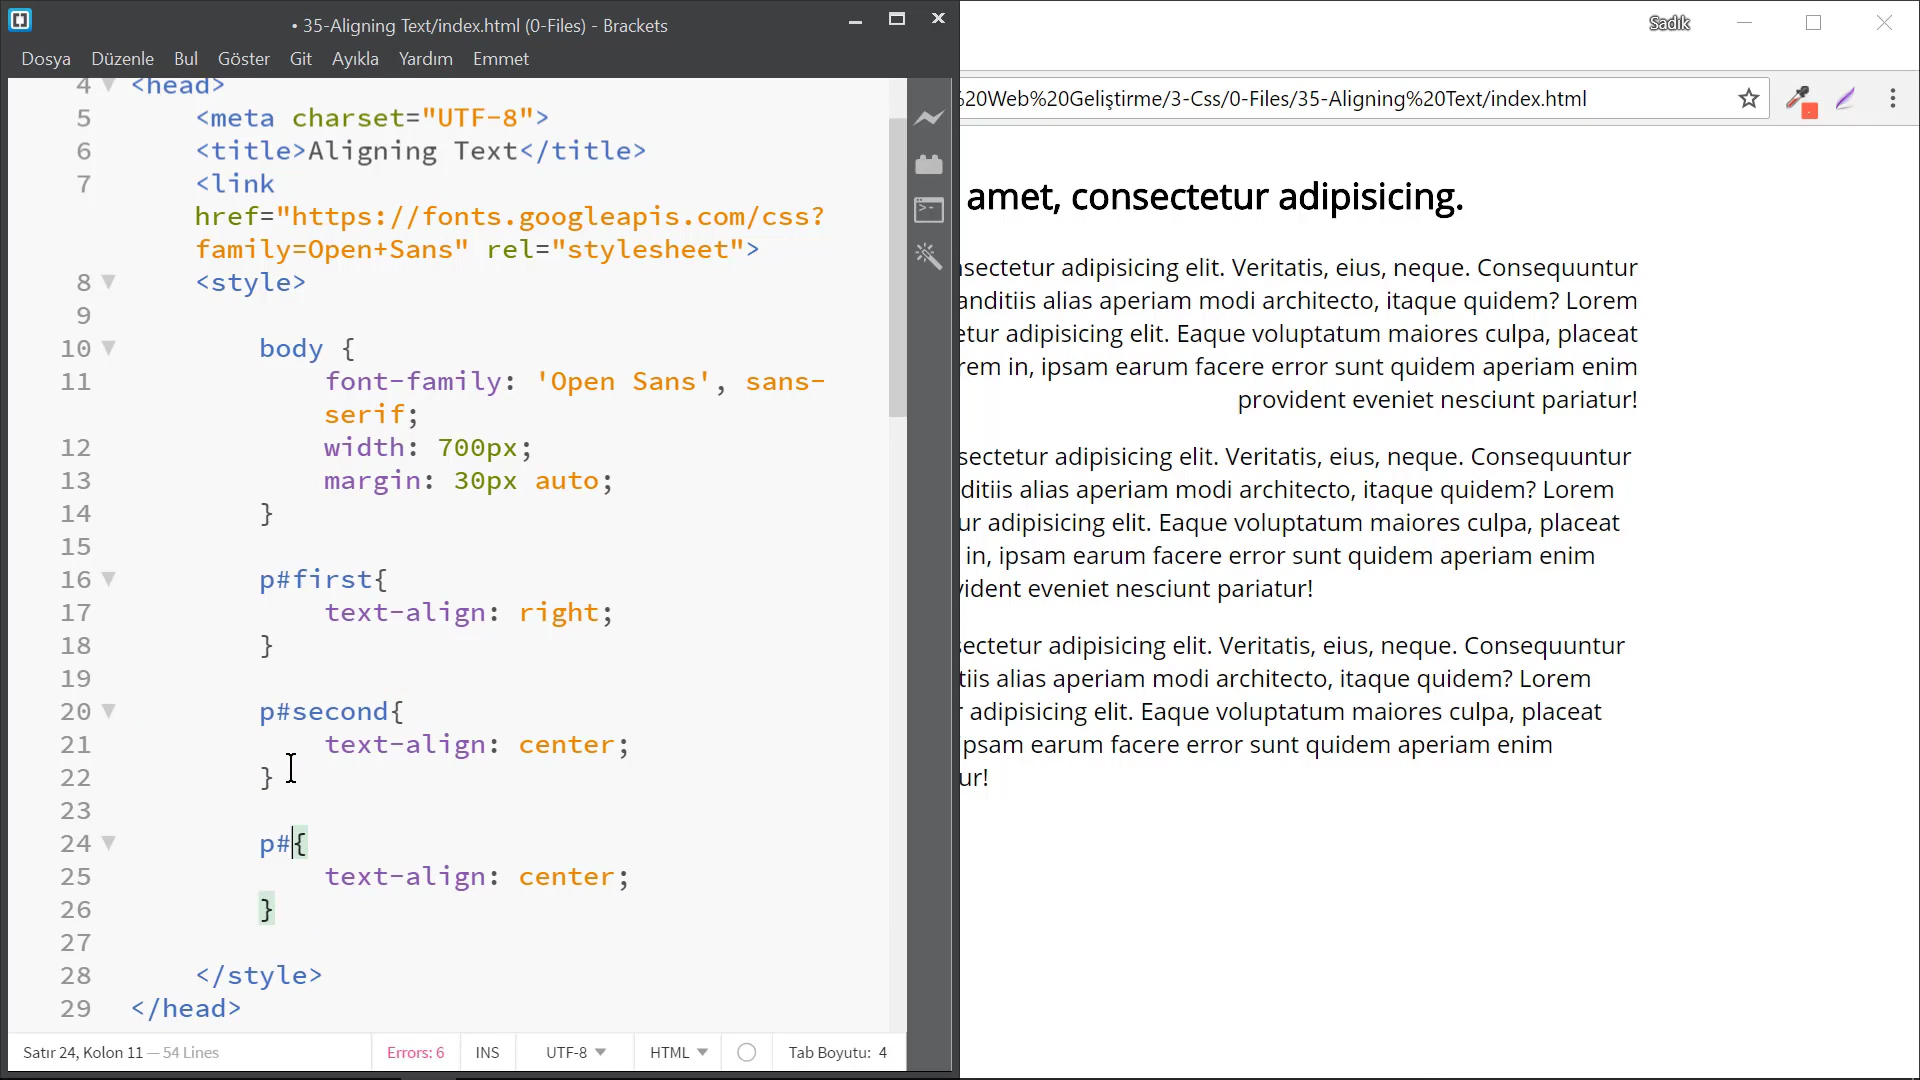 • 35-Aligning Text/index.html (0-Files) - Brackets
Dosya Düzenle Bul Göster Git Ayıkla Yardım Emmet
4 <head>
5 <meta charset="UTF-8">
6 <title>Aligning Text</title>
7 <link
href="https://fonts.googleapis.com/css?
family=Open+Sans" rel="stylesheet">
8 <style>
9
10 body {
11 font-family: 'Open Sans', sans-
serif;
12 width: 700px;
13 margin: 30px auto;
14 }
15
16 p#first{
17 text-align: right;
18 }
19
20 p#second{
21 text-align: center;
22 }
23
24 p#{
25 text-align: center;
26 }
27
28 </style>
29 </head>
Satır 24, Kolon 11 — 54 Lines
Errors: 6 INS UTF-8 HTML Tab Boyutu: 4
Sadık
%20Web%20Geliştirme/3-Css/0-Files/35-Aligning%20Text/index.html
amet, consectetur adipisicing.
nsectetur adipisicing elit. Veritatis, eius, neque. Consequuntur
anditiis alias aperiam modi architecto, itaque quidem? Lorem
etur adipisicing elit. Eaque voluptatum maiores culpa, placeat
rem in, ipsam earum facere error sunt quidem aperiam enim
provident eveniet nesciunt pariatur!
sectetur adipisicing elit. Veritatis, eius, neque. Consequuntur
ditiis alias aperiam modi architecto, itaque quidem? Lorem
ur adipisicing elit. Eaque voluptatum maiores culpa, placeat
in, ipsam earum facere error sunt quidem aperiam enim
vident eveniet nesciunt pariatur!
sectetur adipisicing elit. Veritatis, eius, neque. Consequuntur
tiis alias aperiam modi architecto, itaque quidem? Lorem
r adipisicing elit. Eaque voluptatum maiores culpa, placeat
ipsam earum facere error sunt quidem aperiam enim
ur!